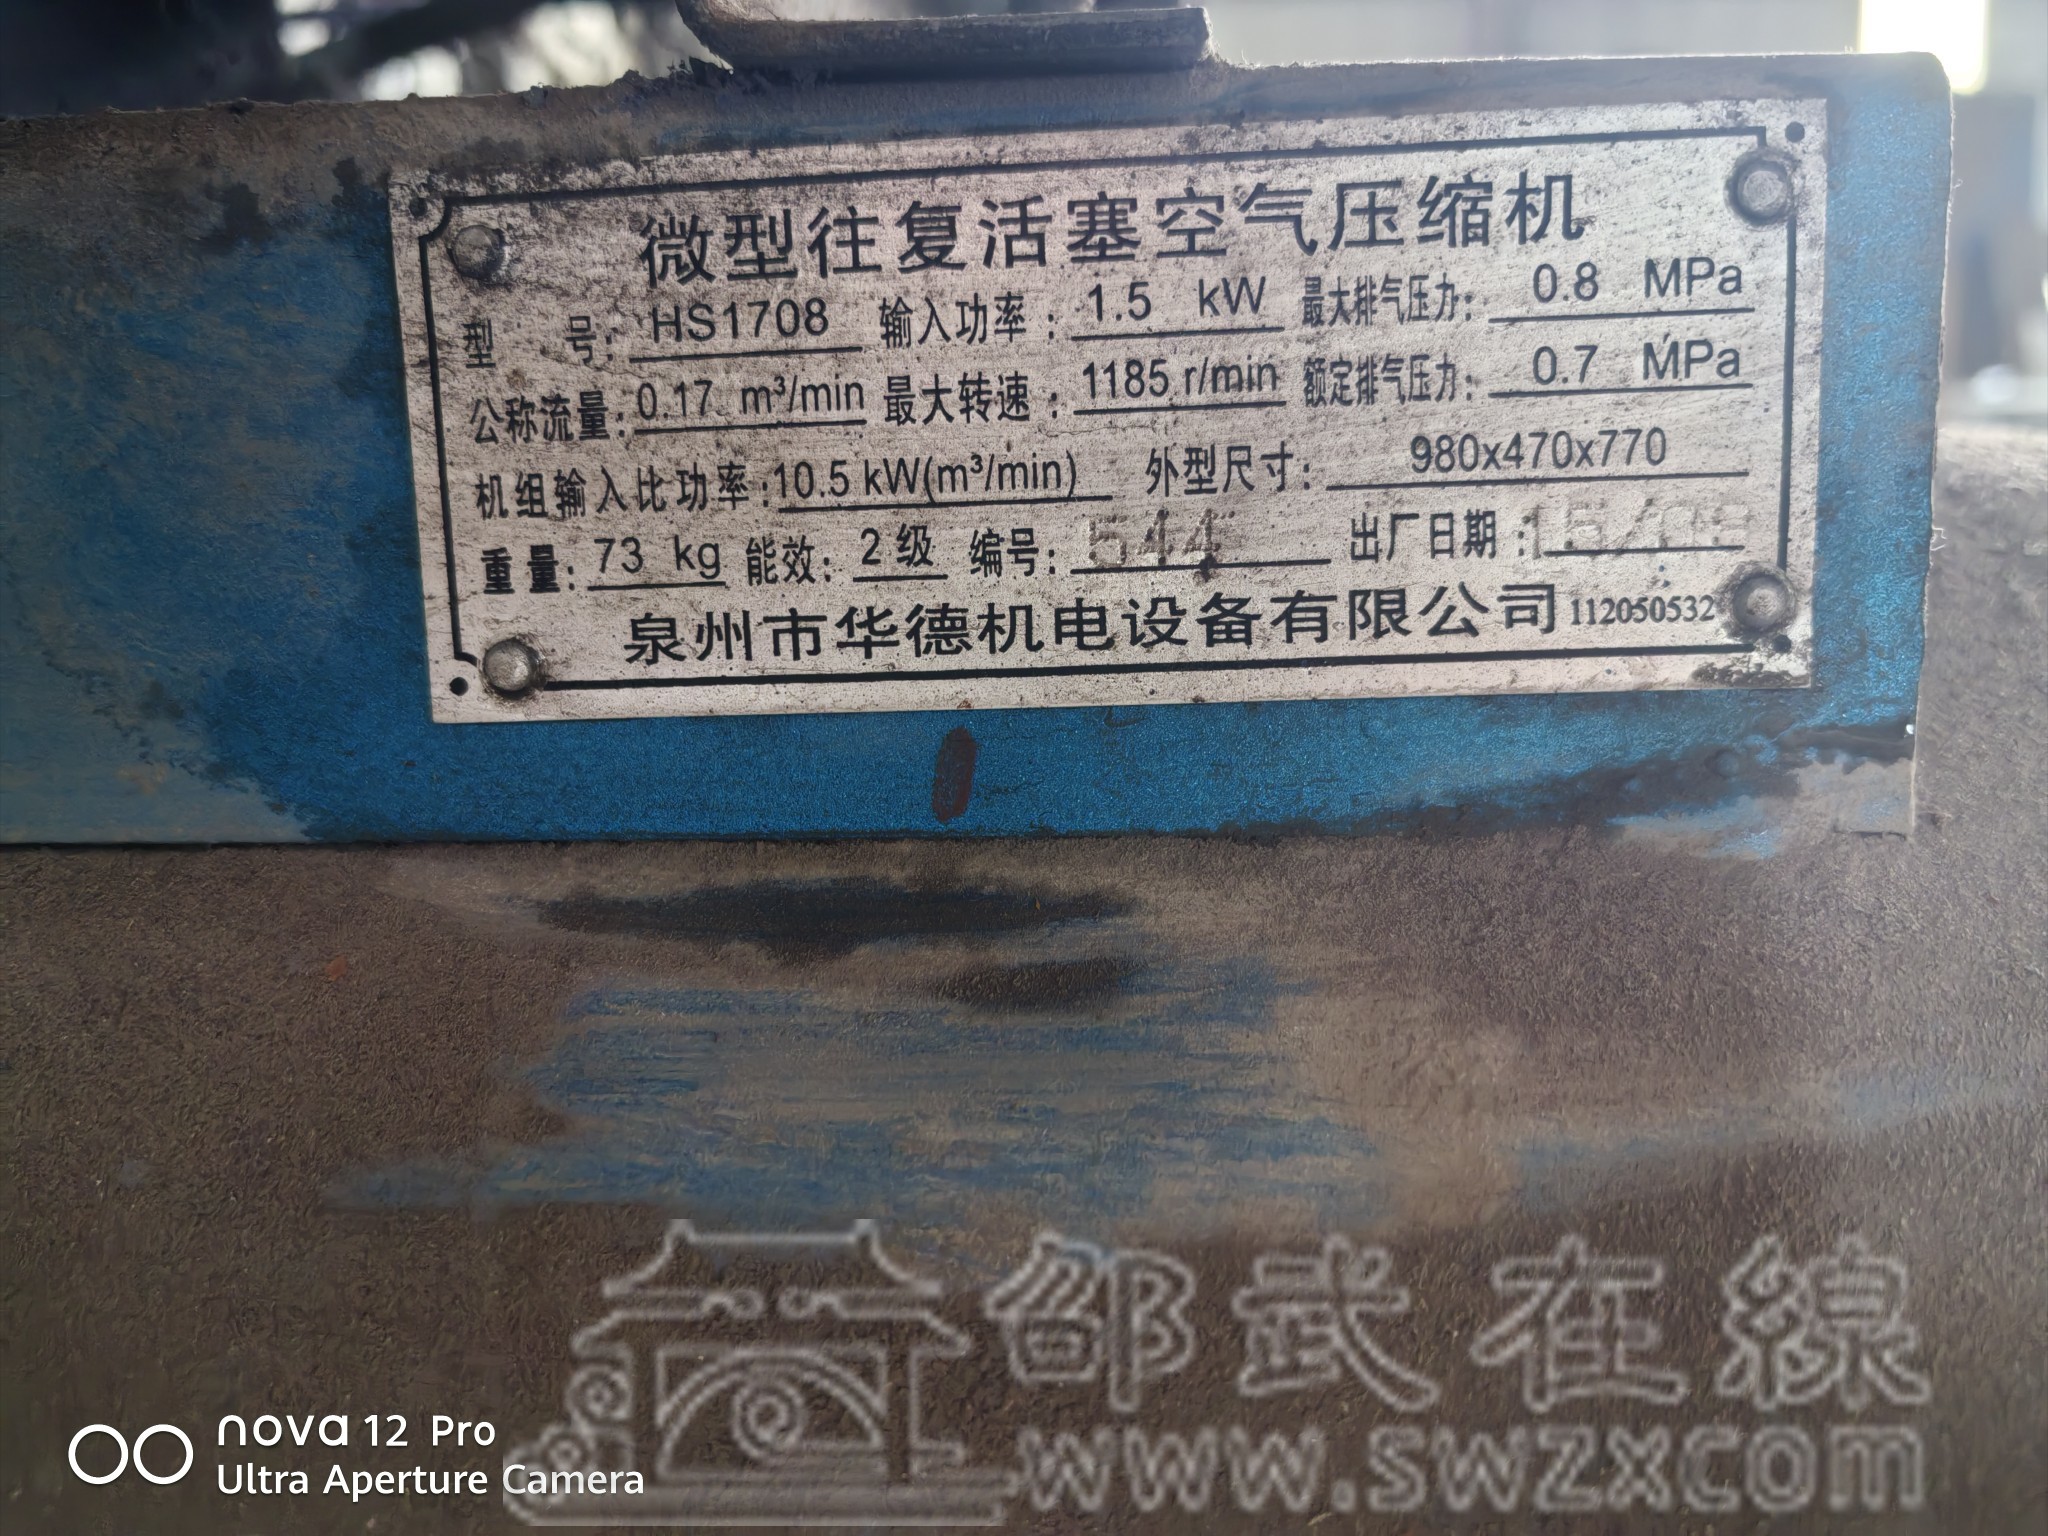 微型往复活塞空气压缩机
型 号: HS1708 输入功率: 1.5 kW 最大排气压力: 0.8 MPa
公称流量: 0.17 m³/min 最大转速: 1185 r/min 额定排气压力: 0.7 MPa
机组输入比功率: 10.5 kW(m³/min) 外型尺寸: 980x470x770
重量: 73 kg 能效: 2级 编号: 544 出厂日期: 15/09
泉州市华德机电设备有限公司 112050532
邵武在線
www.swzx.com
nova 12 Pro
Ultra Aperture Camera